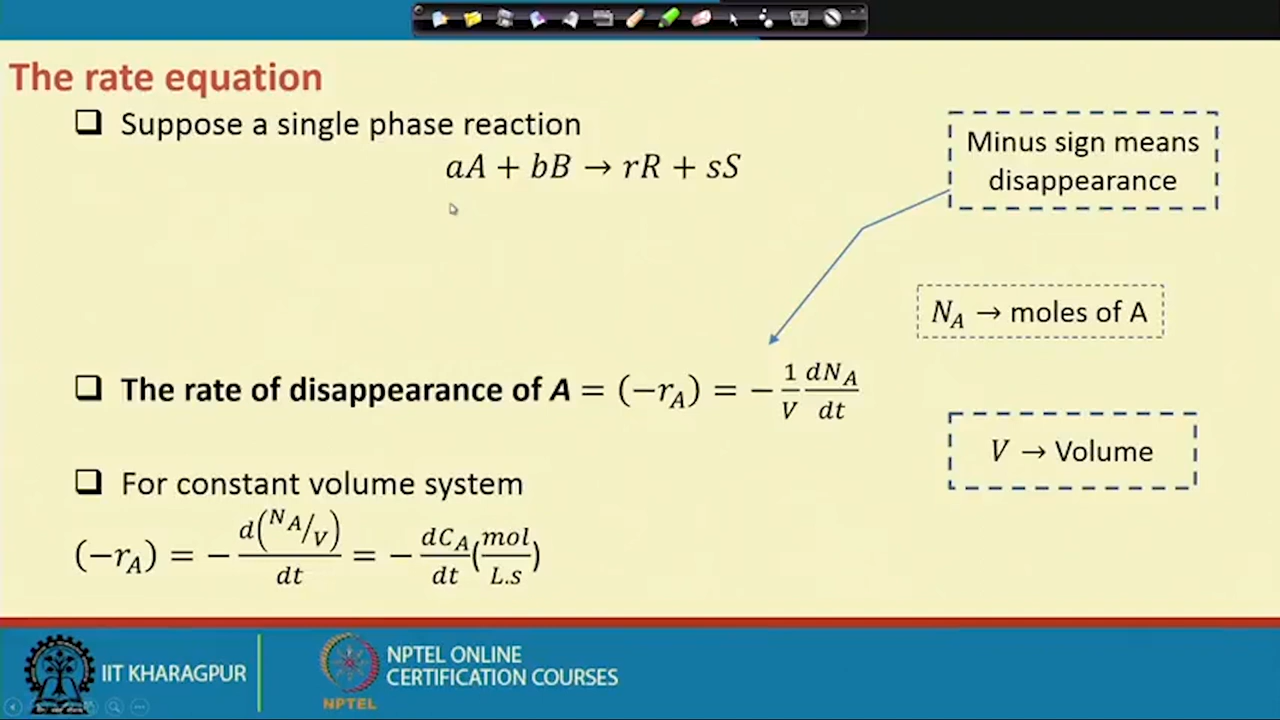 The rate equation
❑ Suppose a single phase reaction
aA + bB → rR + sS
Minus sign means
disappearance
N_A → moles of A
❑ The rate of disappearance of A = (−r_A) = − 1/V dN_A/dt
V → Volume
❑ For constant volume system
(−r_A) = − d(N_A/V)/dt = − dC_A/dt (mol/L.s)
IIT KHARAGPUR
NPTEL
NPTEL ONLINE
CERTIFICATION COURSES